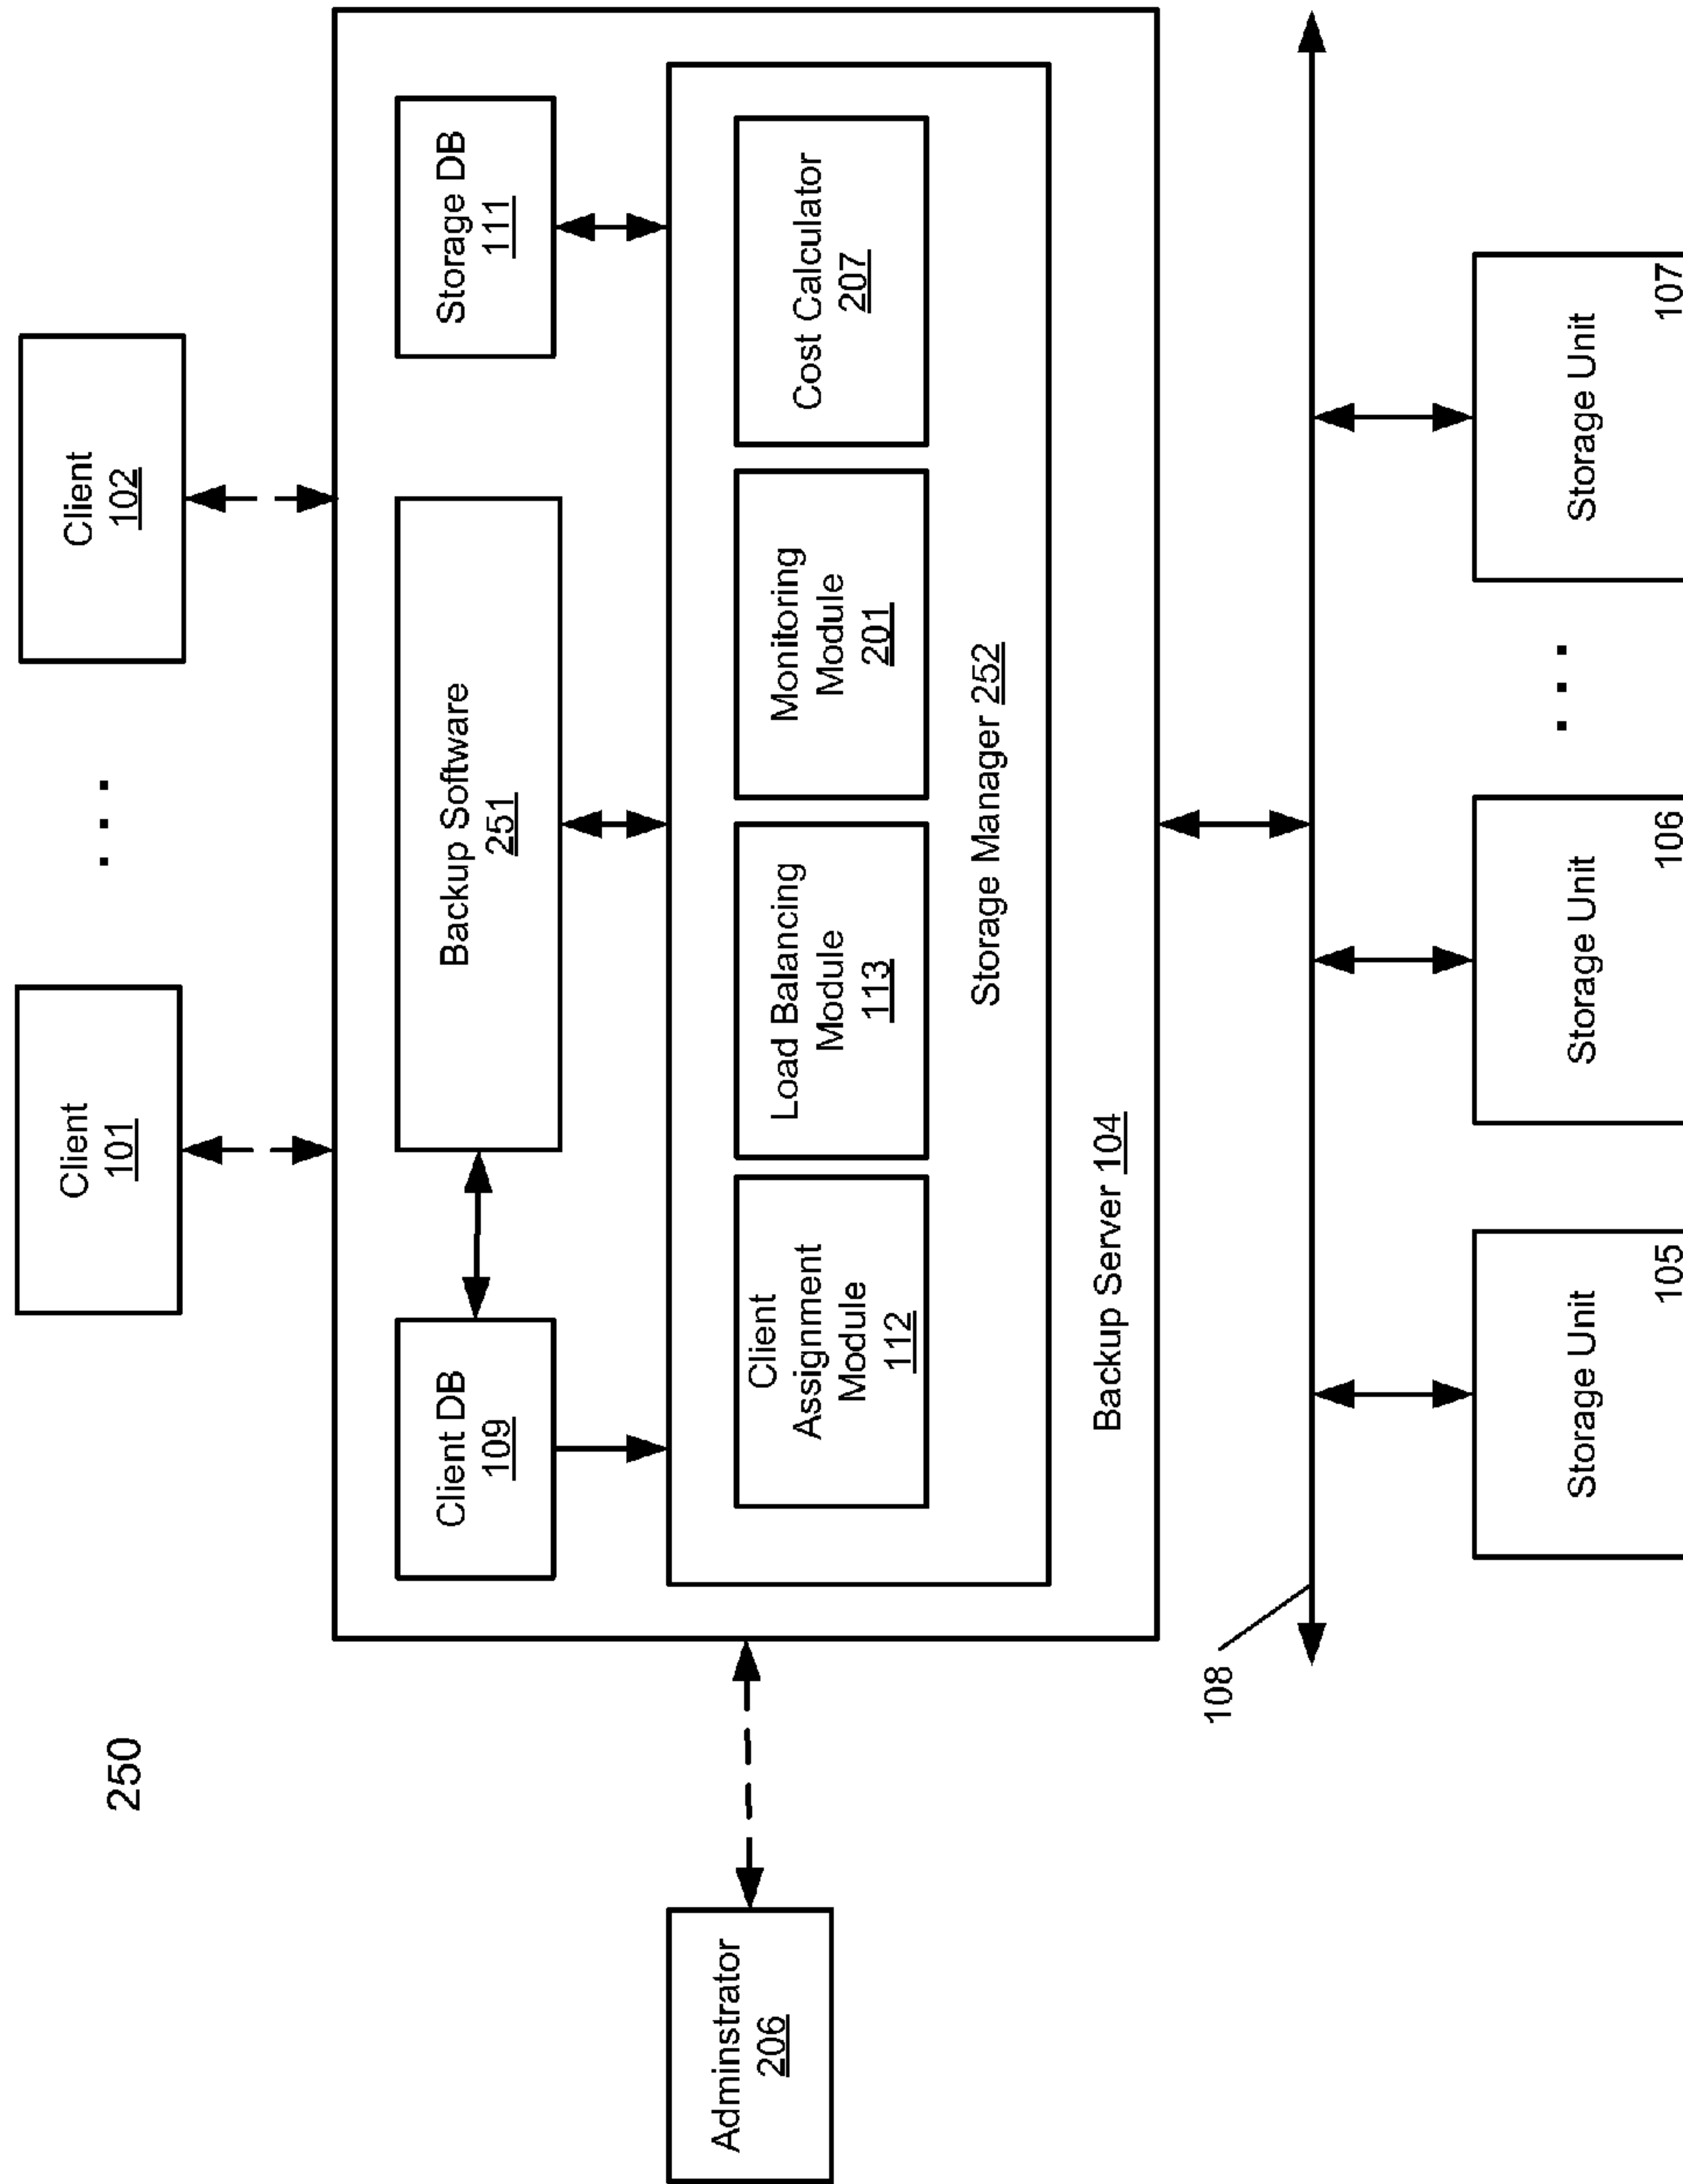 250
Client
101
. . .
Client
102
Client DB
109
Backup Software
251
Storage DB
111
Adminstrator
206
Client
Assignment
Module
112
Load Balancing
Module
113
Monitoring
Module
201
Cost Calculator
207
Storage Manager 252
Backup Server 104
108
Storage Unit
105
Storage Unit
106
. . .
Storage Unit
107